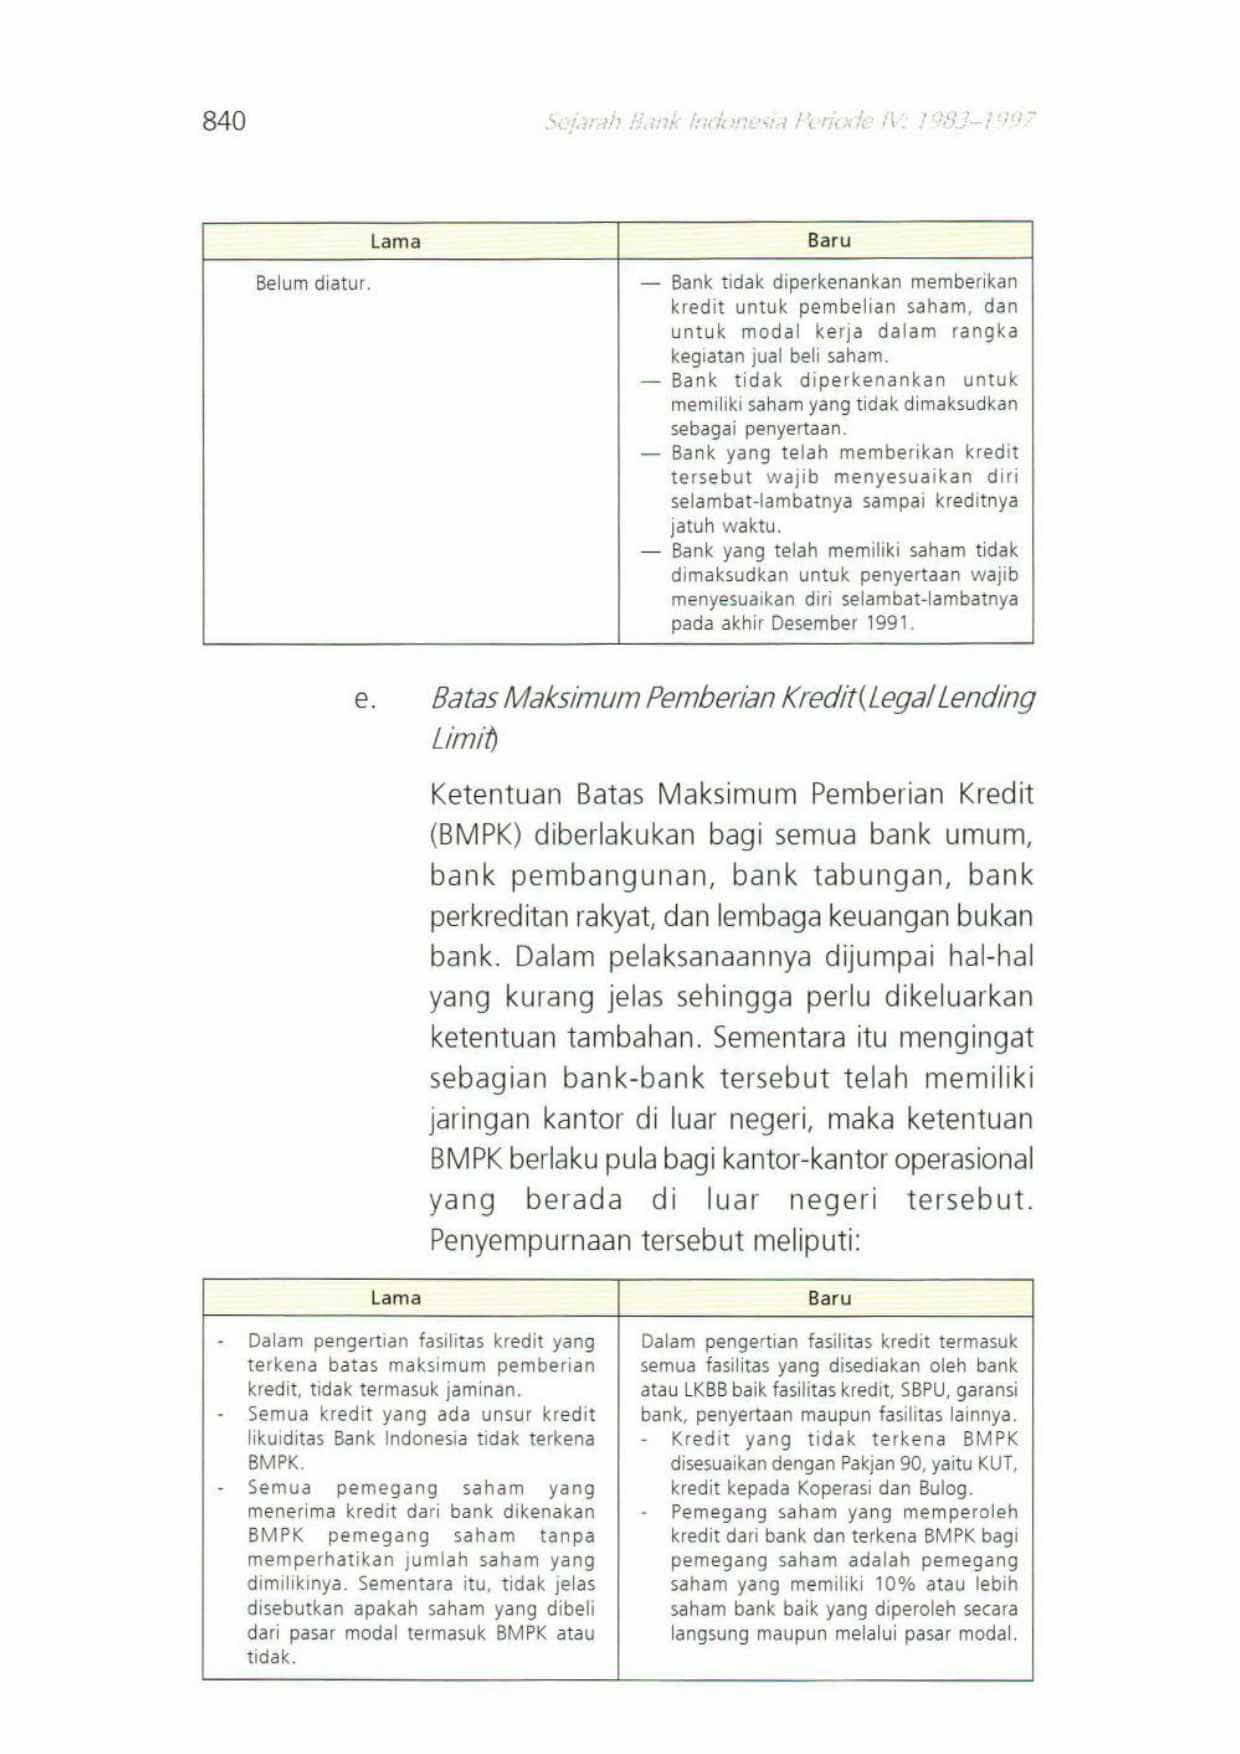 840
Sejarah Bank Indonesia Periode IV: 1983–1997
Lama
Baru
Belum diatur.
— Bank tidak diperkenankan memberikan
kredit untuk pembelian saham, dan
untuk modal kerja dalam rangka
kegiatan jual beli saham.
— Bank tidak diperkenankan untuk
memiliki saham yang tidak dimaksudkan
sebagai penyertaan.
— Bank yang telah memberikan kredit
tersebut wajib menyesuaikan diri
selambat-lambatnya sampai kreditnya
jatuh waktu.
— Bank yang telah memiliki saham tidak
dimaksudkan untuk penyertaan wajib
menyesuaikan diri selambat-lambatnya
pada akhir Desember 1991.
e. Batas Maksimum Pemberian Kredit (Legal Lending
Limit)
Ketentuan Batas Maksimum Pemberian Kredit
(BMPK) diberlakukan bagi semua bank umum,
bank pembangunan, bank tabungan, bank
perkreditan rakyat, dan lembaga keuangan bukan
bank. Dalam pelaksanaannya dijumpai hal-hal
yang kurang jelas sehingga perlu dikeluarkan
ketentuan tambahan. Sementara itu mengingat
sebagian bank-bank tersebut telah memiliki
jaringan kantor di luar negeri, maka ketentuan
BMPK berlaku pula bagi kantor-kantor operasional
yang berada di luar negeri tersebut.
Penyempurnaan tersebut meliputi:
Lama
Baru
- Dalam pengertian fasilitas kredit yang
terkena batas maksimum pemberian
kredit, tidak termasuk jaminan.
- Semua kredit yang ada unsur kredit
likuiditas Bank Indonesia tidak terkena
BMPK.
- Semua pemegang saham yang
menerima kredit dari bank dikenakan
BMPK pemegang saham tanpa
memperhatikan jumlah saham yang
dimilikinya. Sementara itu, tidak jelas
disebutkan apakah saham yang dibeli
dari pasar modal termasuk BMPK atau
tidak.
Dalam pengertian fasilitas kredit termasuk
semua fasilitas yang disediakan oleh bank
atau LKBB baik fasilitas kredit, SBPU, garansi
bank, penyertaan maupun fasilitas lainnya.
- Kredit yang tidak terkena BMPK
disesuaikan dengan Pakjan 90, yaitu KUT,
kredit kepada Koperasi dan Bulog.
- Pemegang saham yang memperoleh
kredit dari bank dan terkena BMPK bagi
pemegang saham adalah pemegang
saham yang memiliki 10% atau lebih
saham bank baik yang diperoleh secara
langsung maupun melalui pasar modal.